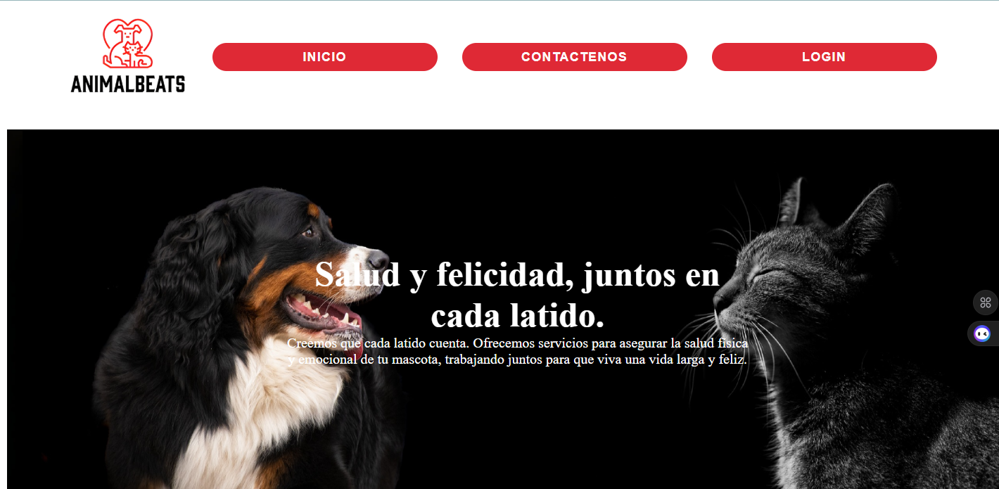 ANIMALBEATS
INICIO
CONTACTENOS
LOGIN
Salud y felicidad, juntos en
cada latido.
Creemos que cada latido cuenta. Ofrecemos servicios para asegurar la salud física
y emocional de tu mascota, trabajando juntos para que viva una vida larga y feliz.